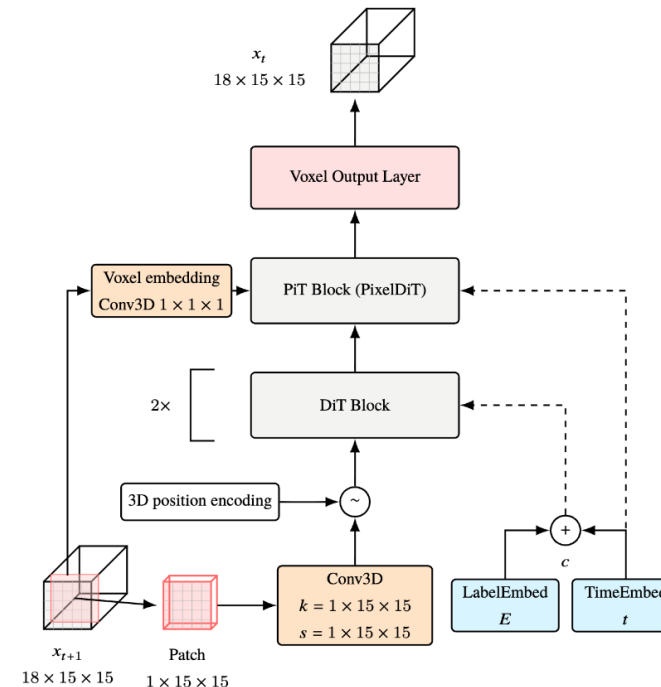 x_t
18 × 15 × 15
Voxel Output Layer
Voxel embedding
Conv3D 1 × 1 × 1
PiT Block (PixelDiT)
2×
DiT Block
3D position encoding
~
+
c
Conv3D
k = 1 × 15 × 15
s = 1 × 15 × 15
LabelEmbed
E
TimeEmbed
t
x_{t+1}
18 × 15 × 15
Patch
1 × 15 × 15